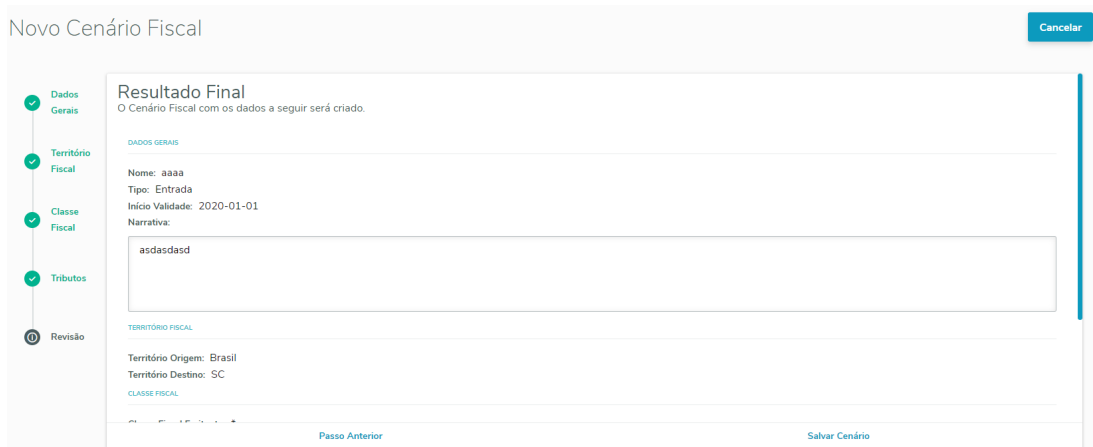 Novo Cenário Fiscal
Cancelar
Dados
Gerais
Território
Fiscal
Classe
Fiscal
Tributos
Revisão
Resultado Final
O Cenário Fiscal com os dados a seguir será criado.
DADOS GERAIS
Nome: aaaa
Tipo: Entrada
Início Validade: 2020-01-01
Narrativa:
asdasdasd
TERRITÓRIO FISCAL
Território Origem: Brasil
Território Destino: SC
CLASSE FISCAL
Passo Anterior
Salvar Cenário